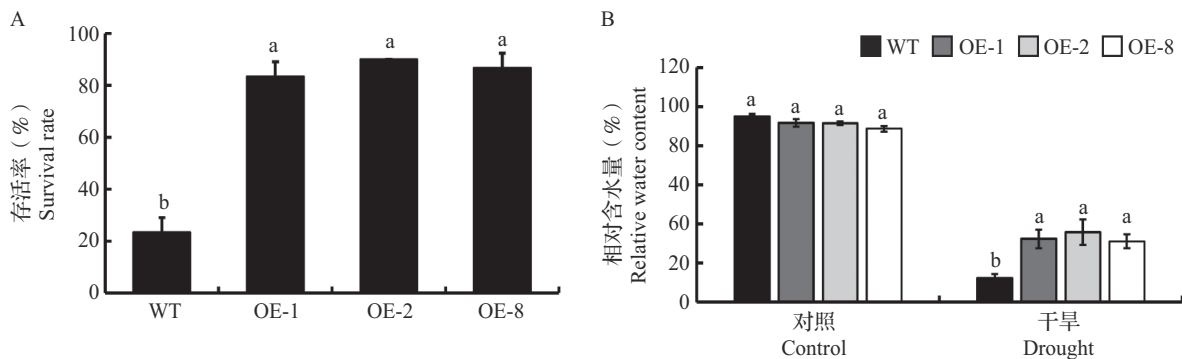 A
存活率（%）
Survival rate
100
80
60
40
20
0
b
a
a
a
WT
OE-1
OE-2
OE-8
B
WT OE-1 OE-2 OE-8
相对含水量（%）
Relative water content
120
100
80
40
60
20
0
a a a a
b a a a
对照 干旱
Control Drought